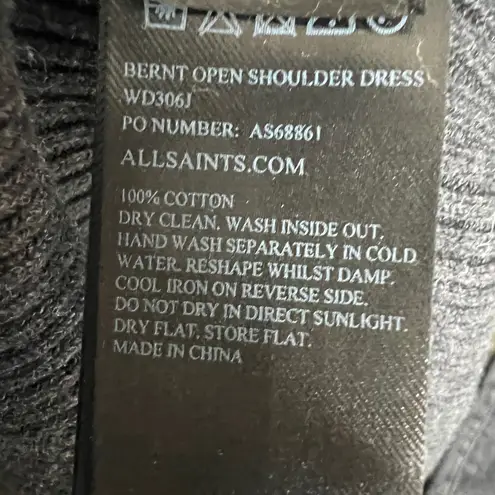 BERNT OPEN SHOULDER DRESS
WD306J
PO NUMBER: AS68861
ALLSAINTS.COM
100% COTTON
DRY CLEAN. WASH INSIDE OUT.
HAND WASH SEPARATELY IN COLD
WATER. RESHAPE WHILST DAMP.
COOL IRON ON REVERSE SIDE.
DO NOT DRY IN DIRECT SUNLIGHT.
DRY FLAT. STORE FLAT.
MADE IN CHINA